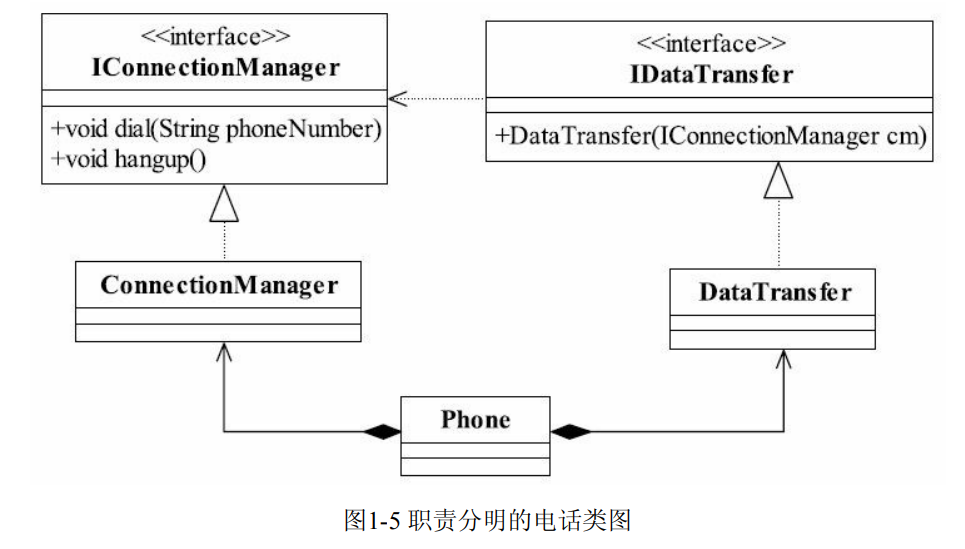 <<interface>>
IConnectionManager
+void dial(String phoneNumber)
+void hangup()
<<interface>>
IDataTransfer
+DataTransfer(IConnectionManager cm)
ConnectionManager
DataTransfer
Phone
图1-5 职责分明的电话类图